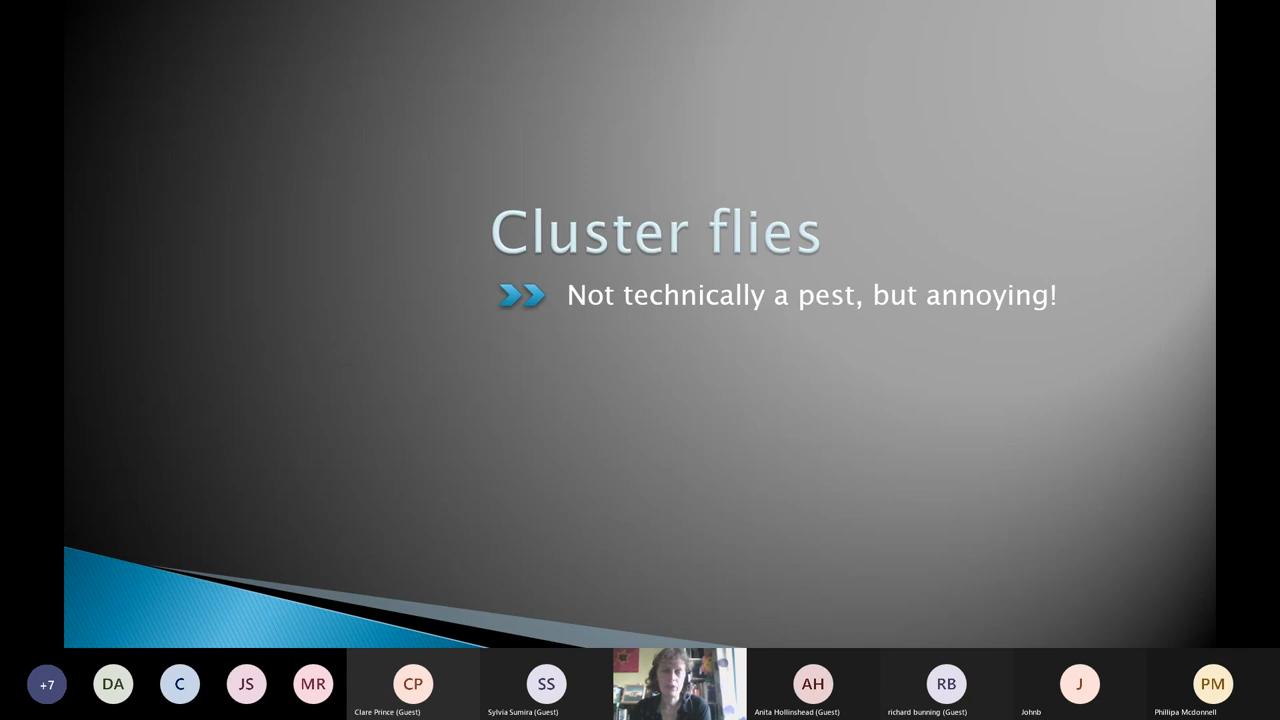 Cluster flies
Not technically a pest, but annoying!
+7
DA
C
JS
MR
CP
SS
AH
RB
J
PM
Clare Prince (Guest)
Sylvia Sumira (Guest)
Anita Hollinshead (Guest)
richard bunning (Guest)
Johnb
Phillipa Mcdonnell